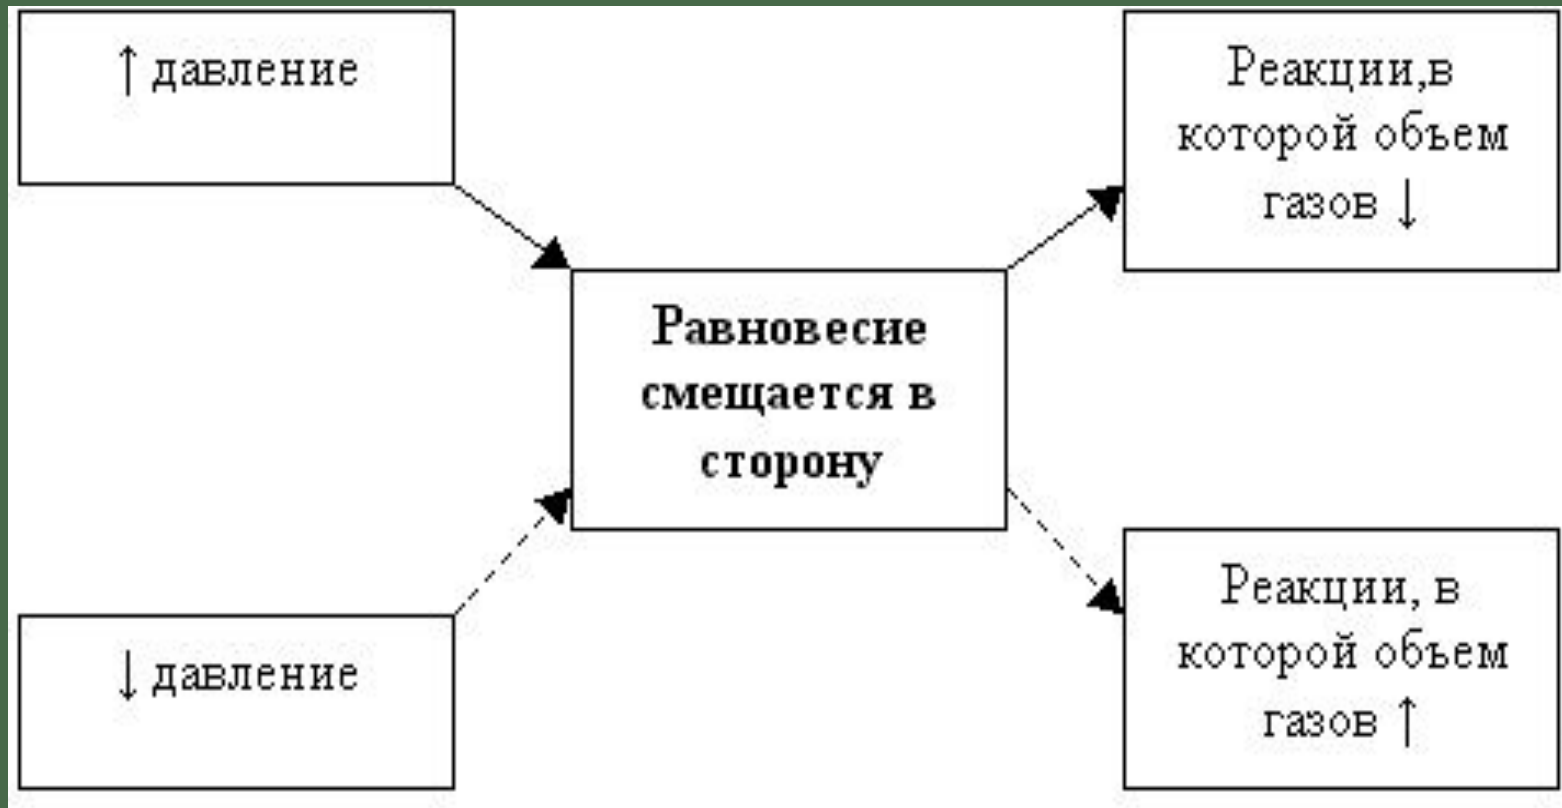 ↑ давление
Реакции,в
которой объем
газов ↓
Равновесие
смещается в
сторону
↓ давление
Реакции, в
которой объем
газов ↑